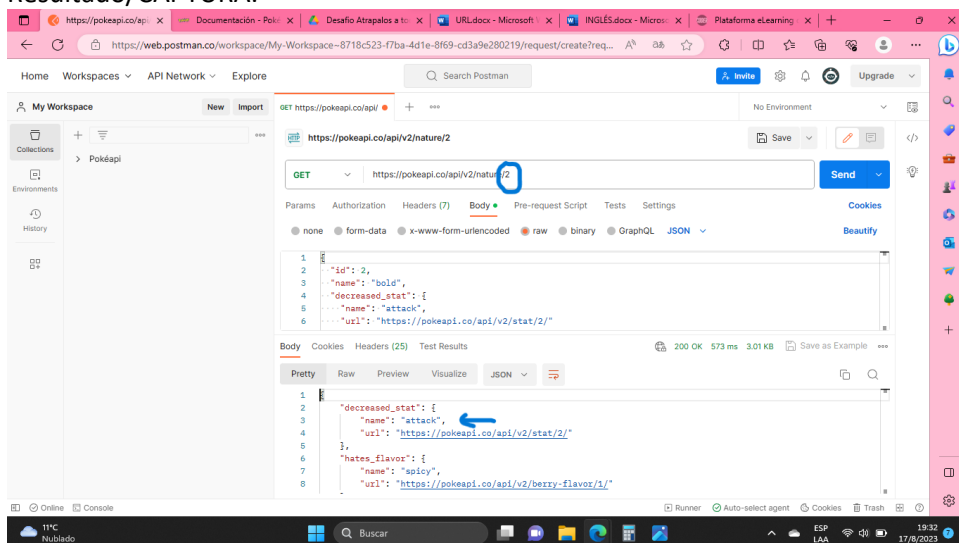 Resultado/CAPTURA:
https://pokeapi.co/api/
Documentación - Pok
Desafio Atrapalos a to
URL.docx - Microsoft
INGLÉS.docx - Micros
Plataforma eLearning
https://web.postman.co/workspace/My-Workspace~8718c523-f7ba-4d1e-8f69-cd3a9e280219/request/create?req...
Home Workspaces API Network Explore Search Postman Invite Upgrade
My Workspace New Import GET https://pokeapi.co/api/ No Environment
Collections
Pokéapi
Environments
History
https://pokeapi.co/api/v2/nature/2 Save
GET https://pokeapi.co/api/v2/nature/2 Send
Params Authorization Headers (7) Body Pre-request Script Tests Settings Cookies
none form-data x-www-form-urlencoded raw binary GraphQL JSON Beautify
1 {
2 "id": 2,
3 "name": "bold",
4 "decreased_stat": {
5 "name": "attack",
6 "url": "https://pokeapi.co/api/v2/stat/2/"
Body Cookies Headers (25) Test Results 200 OK 573 ms 3.01 KB Save as Example
Pretty Raw Preview Visualize JSON
1 {
2 "decreased_stat": {
3 "name": "attack",
4 "url": "https://pokeapi.co/api/v2/stat/2/"
5 },
6 "hates_flavor": {
7 "name": "spicy",
8 "url": "https://pokeapi.co/api/v2/berry-flavor/1/"
Online Console Runner Auto-select agent Cookies Trash
11°C
Nublado
Buscar
ESP
LAA
19:32
17/8/2023
7